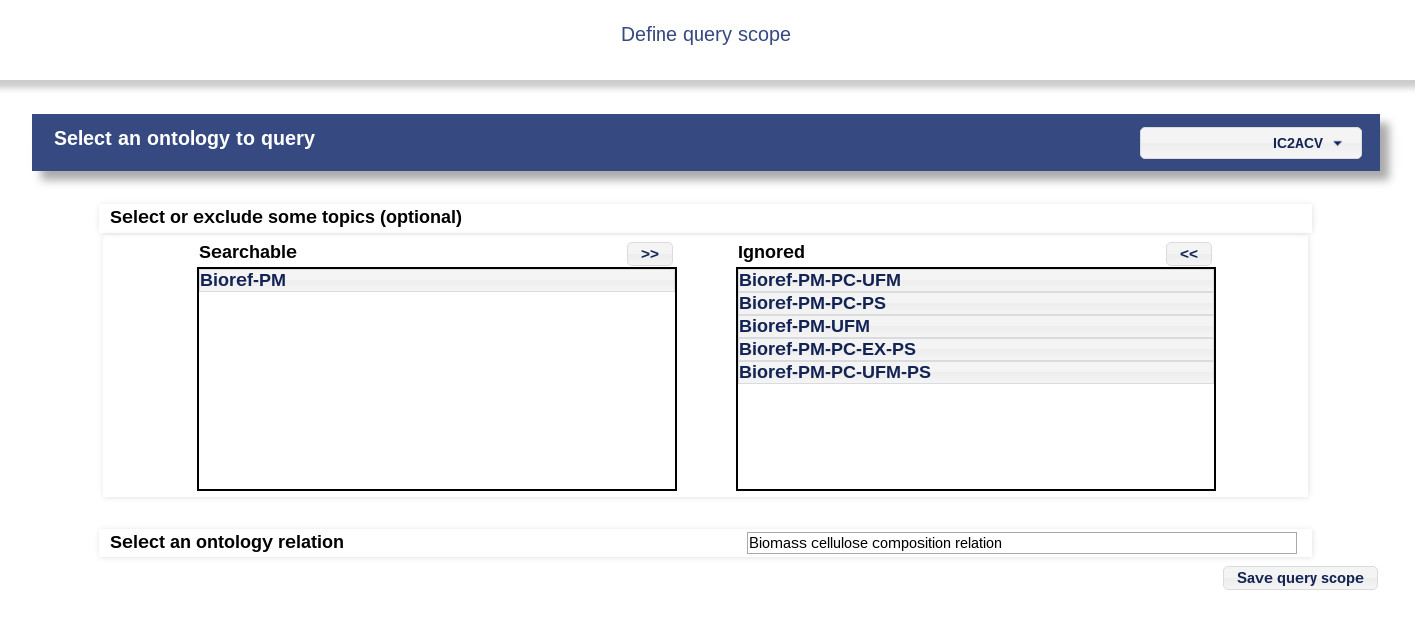 Define query scope
Select an ontology to query
IC2ACV
Select or exclude some topics (optional)
Searchable
>>
Bioref-PM
Ignored
<<
Bioref-PM-PC-UFM
Bioref-PM-PC-PS
Bioref-PM-UFM
Bioref-PM-PC-EX-PS
Bioref-PM-PC-UFM-PS
Select an ontology relation
Biomass cellulose composition relation
Save query scope